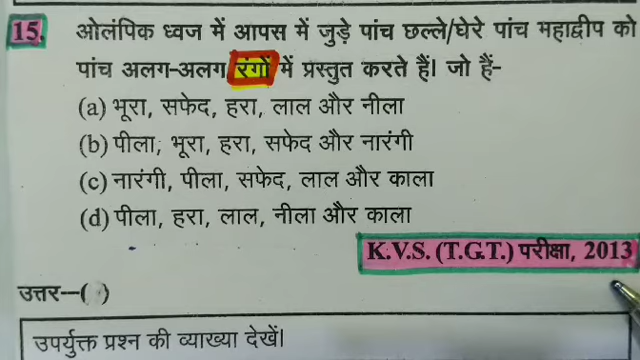 15. ओलंपिक ध्वज में आपस में जुड़े पांच छल्ले/घेरे पांच महाद्वीप को
पांच अलग-अलग रंगों में प्रस्तुत करते हैं। जो हैं-
(a) भूरा, सफेद, हरा, लाल और नीला
(b) पीला, भूरा, हरा, सफेद और नारंगी
(c) नारंगी, पीला, सफेद, लाल और काला
(d) पीला, हरा, लाल, नीला और काला
K.V.S. (T.G.T.) परीक्षा, 2013
उत्तर–( )
उपर्युक्त प्रश्न की व्याख्या देखें।